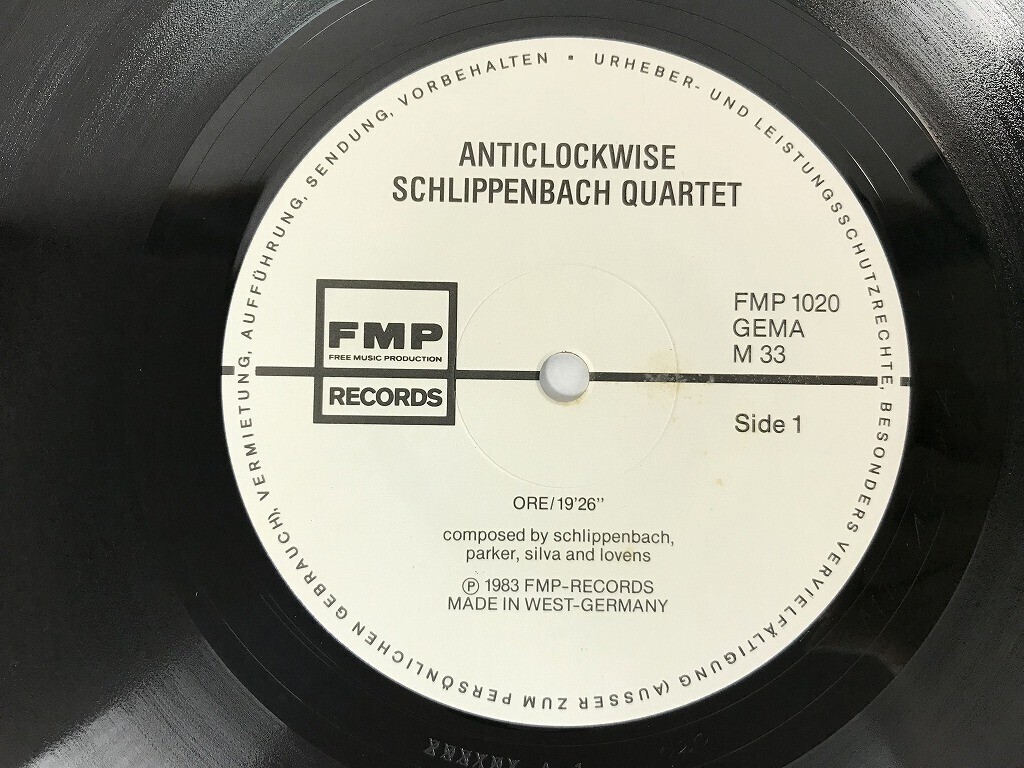 ANTICLOCKWISE
SCHLIPPENBACH QUARTET
FMP
FREE MUSIC PRODUCTION
RECORDS
FMP 1020
GEMA
M 33
Side 1
ORE/19'26''
composed by schlippenbach,
parker, silva and lovens
Ⓟ 1983 FMP-RECORDS
MADE IN WEST-GERMANY
· URHEBER- UND LEISTUNGSSCHUTZRECHTE, BESONDERS VERVIELFÄLTIGUNG (AUSSER ZUM PERSÖNLICHEN GEBRAUCH), VERMIETUNG, AUFFÜHRUNG, SENDUNG, VORBEHALTEN